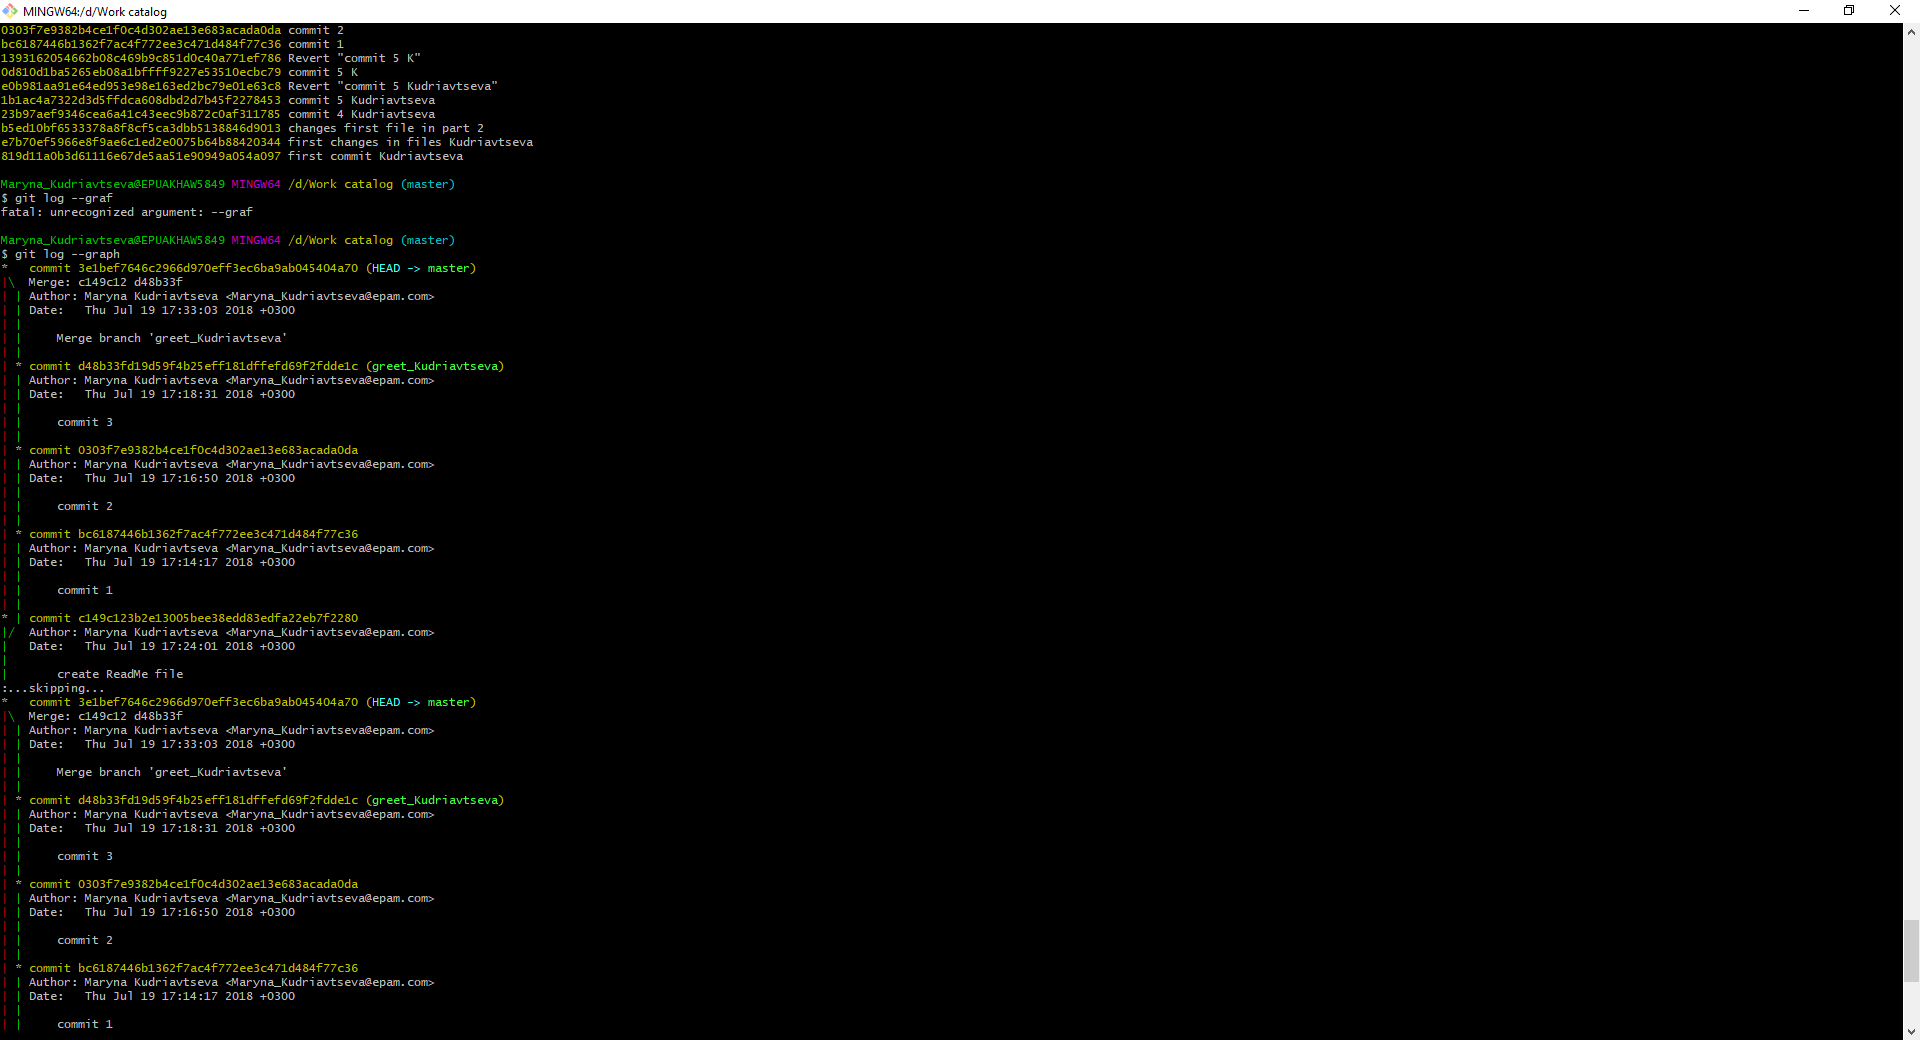 MINGW64:/d/Work catalog
0303f7e9382b4ce1f0c4d302ae13e683acada0da commit 2
bc6187446b1362f7ac4f772ee3c471d484f77c36 commit 1
1393162054662b08c469b9c851d0c40a771ef786 Revert "commit 5 K"
0d810d1ba5265eb08a1bffff9227e53510ecbc79 commit 5 K
e0b981aa91e64ed953e98e163ed2bc79e01e63c8 Revert "commit 5 Kudriavtseva"
1b1ac4a7322d3d5ffdca608dbd2d7b45f2278453 commit 5 Kudriavtseva
23b97aef9346cea6a41c43eec9b872c0af311785 commit 4 Kudriavtseva
b5ed10bf6533378a8f8cf5ca3dbb5138846d9013 changes first file in part 2
e7b70ef5966e8f9ae6c1ed2e0075b64b88420344 first changes in files Kudriavtseva
819d11a0b3d61116e67de5aa51e90949a054a097 first commit Kudriavtseva
Maryna_Kudriavtseva@EPUAKHAW5849 MINGW64 /d/Work catalog (master)
$ git log --graf
fatal: unrecognized argument: --graf
Maryna_Kudriavtseva@EPUAKHAW5849 MINGW64 /d/Work catalog (master)
$ git log --graph
*   commit 3e1bef7646c2966d970eff3ec6ba9ab045404a70 (HEAD -> master)
|\  Merge: c149c12 d48b33f
| | Author: Maryna Kudriavtseva <Maryna_Kudriavtseva@epam.com>
| | Date:   Thu Jul 19 17:33:03 2018 +0300
| |
| |     Merge branch 'greet_Kudriavtseva'
| |
| * commit d48b33fd19d59f4b25eff181dffefd69f2fdde1c (greet_Kudriavtseva)
| | Author: Maryna Kudriavtseva <Maryna_Kudriavtseva@epam.com>
| | Date:   Thu Jul 19 17:18:31 2018 +0300
| |
| |     commit 3
| |
| * commit 0303f7e9382b4ce1f0c4d302ae13e683acada0da
| | Author: Maryna Kudriavtseva <Maryna_Kudriavtseva@epam.com>
| | Date:   Thu Jul 19 17:16:50 2018 +0300
| |
| |     commit 2
| |
| * commit bc6187446b1362f7ac4f772ee3c471d484f77c36
| | Author: Maryna Kudriavtseva <Maryna_Kudriavtseva@epam.com>
| | Date:   Thu Jul 19 17:14:17 2018 +0300
| |
| |     commit 1
| |
* | commit c149c123b2e13005bee38edd83edfa22eb7f2280
|/  Author: Maryna Kudriavtseva <Maryna_Kudriavtseva@epam.com>
|   Date:   Thu Jul 19 17:24:01 2018 +0300
|
|       create ReadMe file
:...skipping...
*   commit 3e1bef7646c2966d970eff3ec6ba9ab045404a70 (HEAD -> master)
|\  Merge: c149c12 d48b33f
| | Author: Maryna Kudriavtseva <Maryna_Kudriavtseva@epam.com>
| | Date:   Thu Jul 19 17:33:03 2018 +0300
| |
| |     Merge branch 'greet_Kudriavtseva'
| |
| * commit d48b33fd19d59f4b25eff181dffefd69f2fdde1c (greet_Kudriavtseva)
| | Author: Maryna Kudriavtseva <Maryna_Kudriavtseva@epam.com>
| | Date:   Thu Jul 19 17:18:31 2018 +0300
| |
| |     commit 3
| |
| * commit 0303f7e9382b4ce1f0c4d302ae13e683acada0da
| | Author: Maryna Kudriavtseva <Maryna_Kudriavtseva@epam.com>
| | Date:   Thu Jul 19 17:16:50 2018 +0300
| |
| |     commit 2
| |
| * commit bc6187446b1362f7ac4f772ee3c471d484f77c36
| | Author: Maryna Kudriavtseva <Maryna_Kudriavtseva@epam.com>
| | Date:   Thu Jul 19 17:14:17 2018 +0300
| |
| |     commit 1